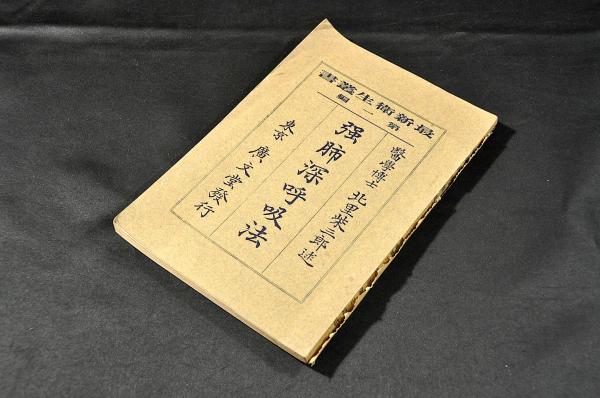 最新衛生叢書
第一編
醫學博士 北里柴三郎述
強肺深呼吸法
東京 廣文堂發行